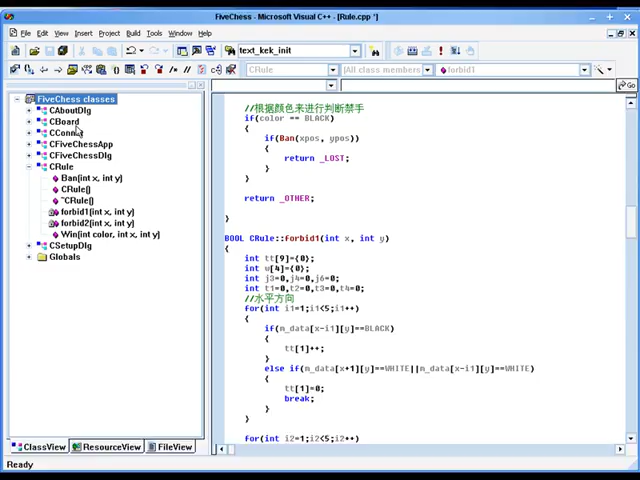 FiveChess - Microsoft Visual C++ - [Rule.cpp *]
File Edit View Insert Project Build Tools Window Help
text_kek_init
CRule
[All class members]
forbid1
Go
FiveChess classes
CAboutDlg
CBoard
CConn
CFiveChessApp
CFiveChessDlg
CRule
Ban(int x, int y)
CRule()
~CRule()
forbid1(int x, int y)
forbid2(int x, int y)
Win(int color, int x, int y)
CSetupDlg
Globals
//根据颜色来进行判断禁手
if(color == BLACK)
{
if(Ban(xpos, ypos))
{
return _LOST;
}
}
return _OTHER;
}
BOOL CRule::forbid1(int x, int y)
{
int tt[9]={0};
int w[4]={0};
int j3=0,j4=0,j6=0;
int t1=0,t2=0,t3=0,t4=0;
//水平方向
for(int i1=1;i1<5;i1++)
{
if(m_data[x-i1][y]==BLACK)
{
tt[1]++;
}
else if(m_data[x+1][y]==WHITE||m_data[x-i1][y]==WHITE)
{
tt[1]=0;
break;
}
}
for(int i2=1;i2<5;i2++)
ClassView ResourceView FileView
Ready